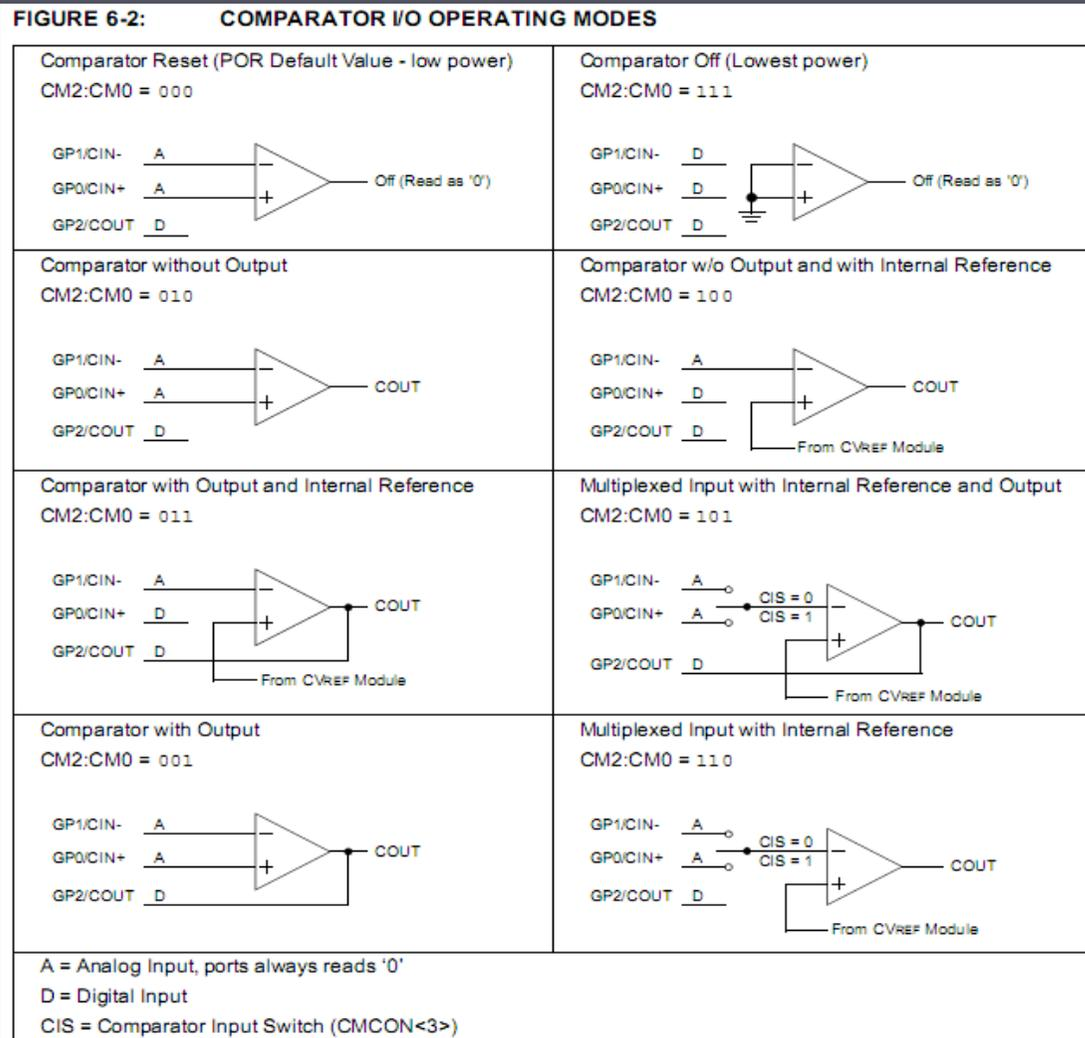 FIGURE 6-2: COMPARATOR I/O OPERATING MODES
Comparator Reset (POR Default Value - low power)
CM2:CM0 = 000
GP1/CIN- A
GP0/CIN+ A
GP2/COUT D
Off (Read as '0')
Comparator Off (Lowest power)
CM2:CM0 = 111
GP1/CIN- D
GP0/CIN+ D
GP2/COUT D
Off (Read as '0')
Comparator without Output
CM2:CM0 = 010
GP1/CIN- A
GP0/CIN+ A
GP2/COUT D
COUT
Comparator w/o Output and with Internal Reference
CM2:CM0 = 100
GP1/CIN- A
GP0/CIN+ D
GP2/COUT D
COUT
From CVREF Module
Comparator with Output and Internal Reference
CM2:CM0 = 011
GP1/CIN- A
GP0/CIN+ D
GP2/COUT D
COUT
From CVREF Module
Multiplexed Input with Internal Reference and Output
CM2:CM0 = 101
GP1/CIN- A
GP0/CIN+ A
GP2/COUT D
CIS = 0
CIS = 1
COUT
From CVREF Module
Comparator with Output
CM2:CM0 = 001
GP1/CIN- A
GP0/CIN+ A
GP2/COUT D
COUT
Multiplexed Input with Internal Reference
CM2:CM0 = 110
GP1/CIN- A
GP0/CIN+ A
GP2/COUT D
CIS = 0
CIS = 1
COUT
From CVREF Module
A = Analog Input, ports always reads '0'
D = Digital Input
CIS = Comparator Input Switch (CMCON<3>)